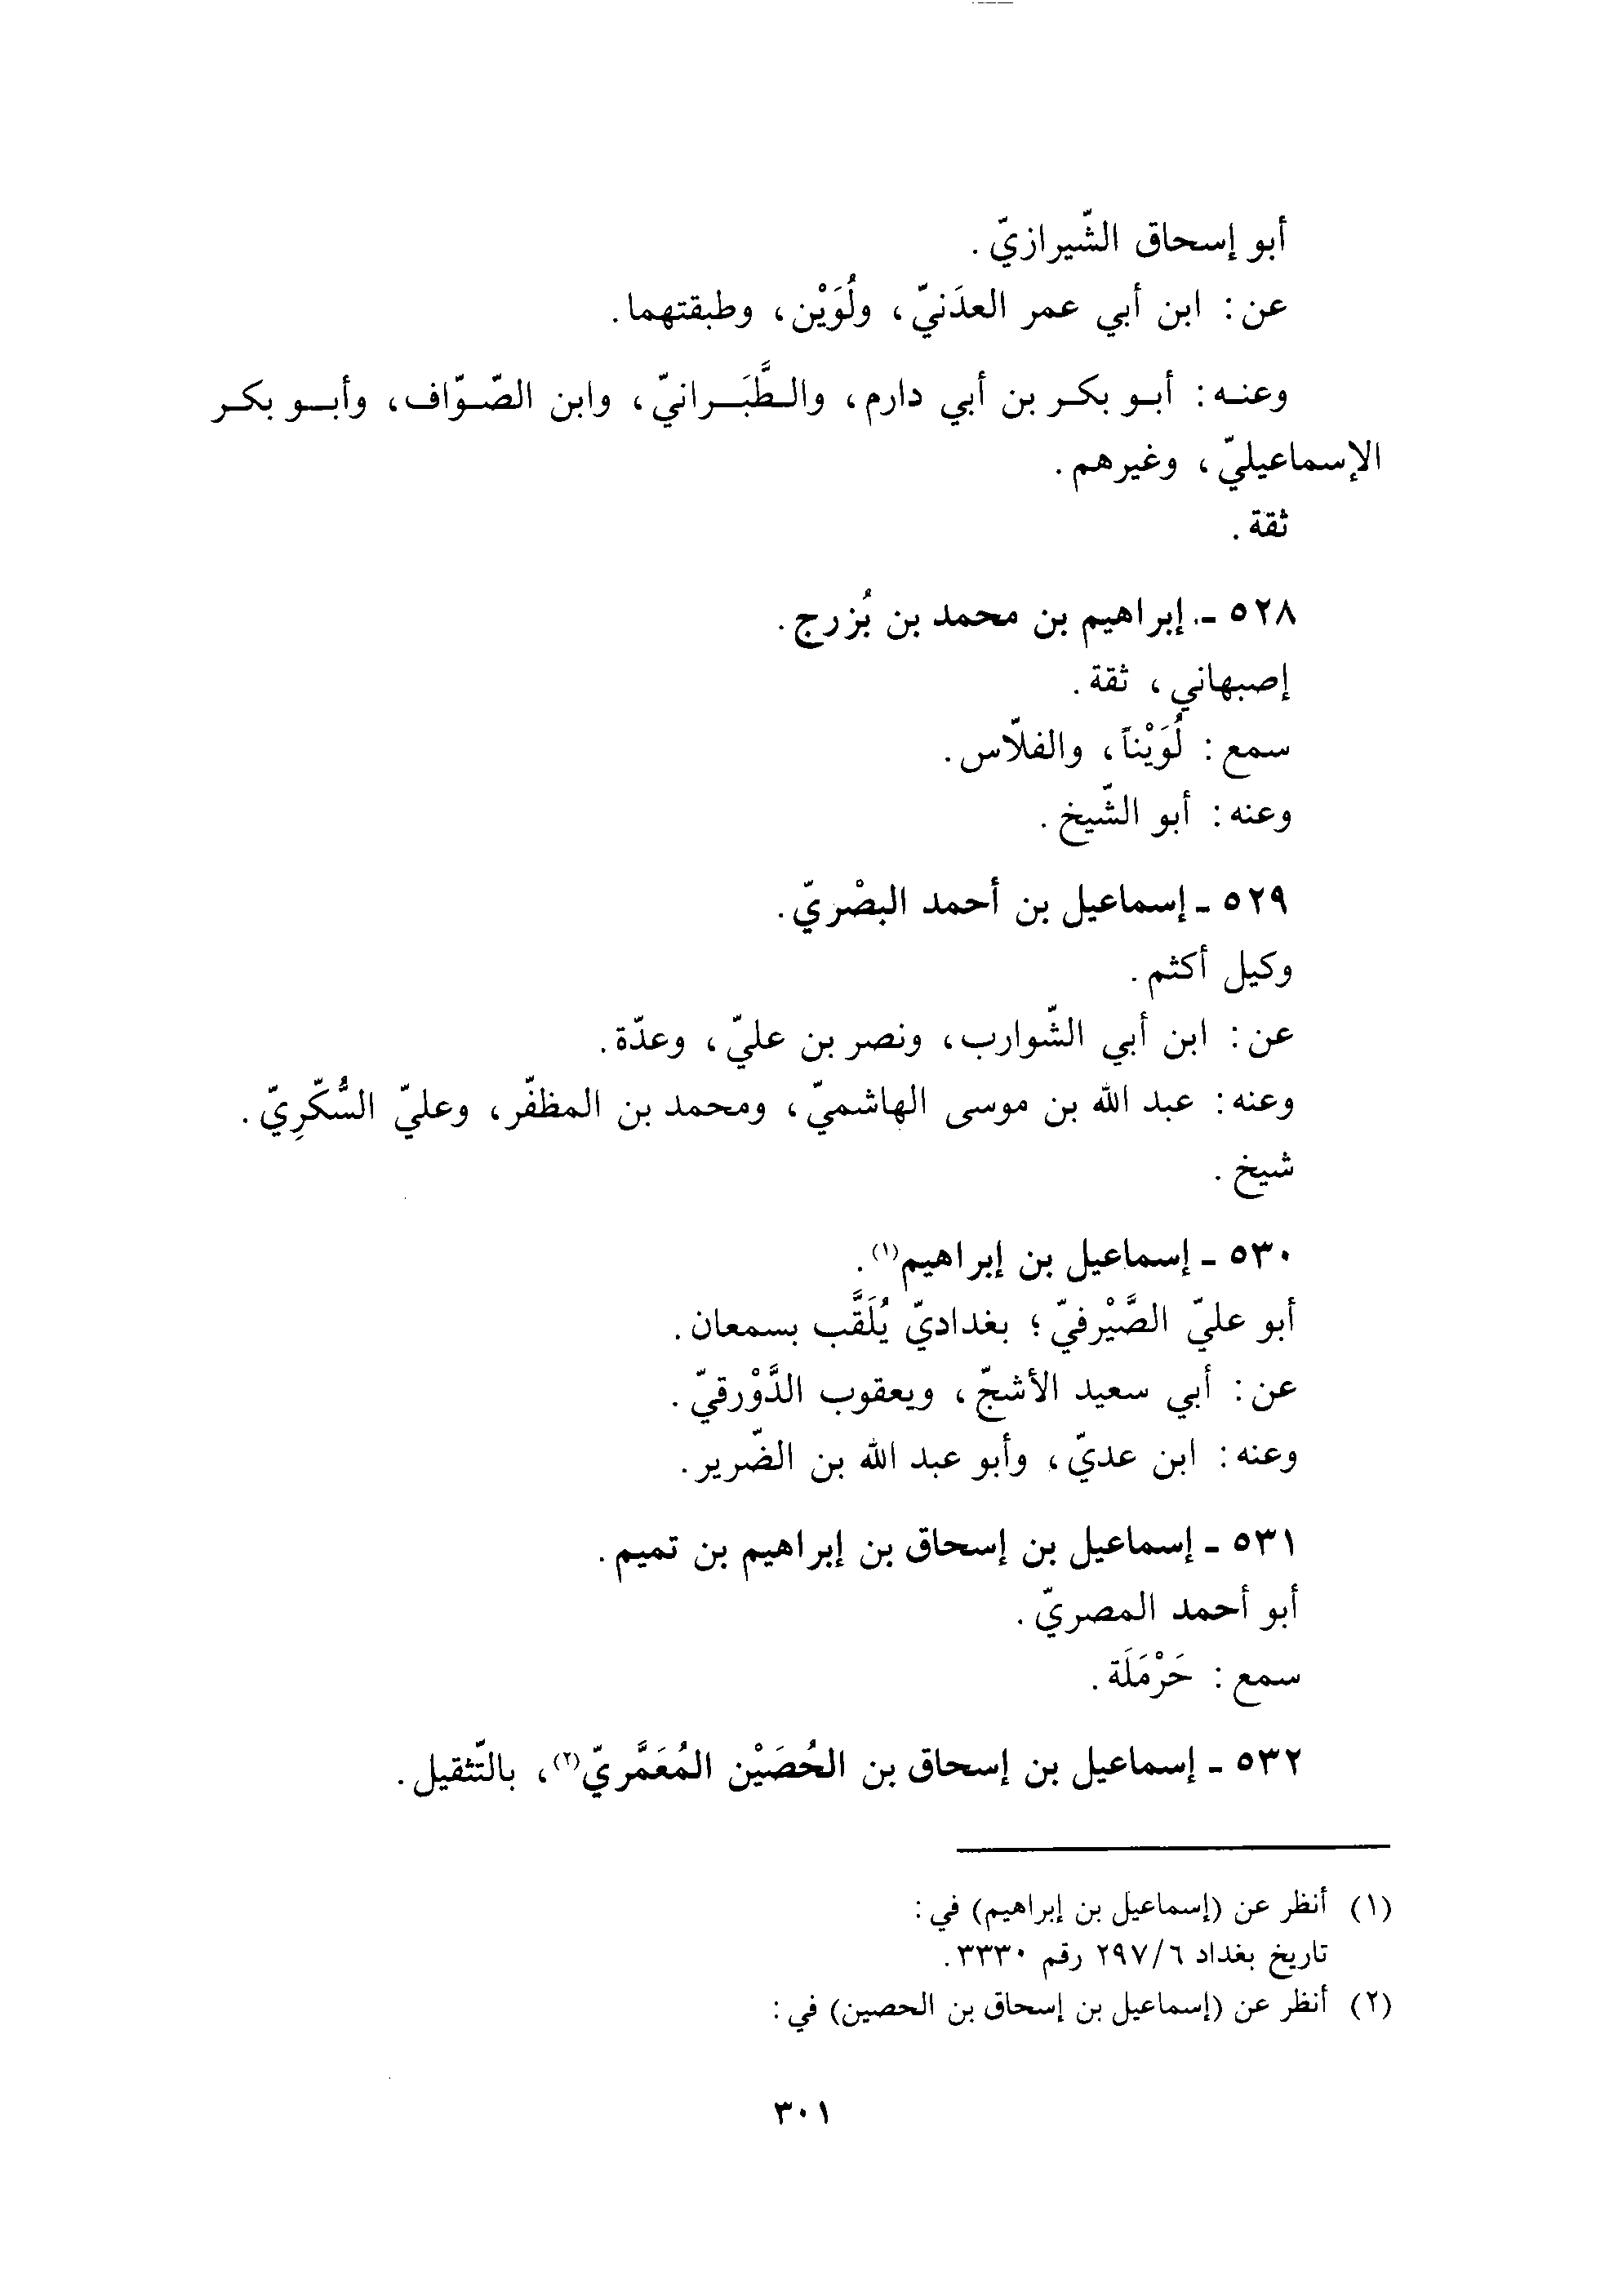 أبو إسحاق الشّيرازيّ.
عن: ابن أبي عمر العدَنيّ، ولُوَيْن، وطبقتهما.
وعنه: أبو بكر بن أبي دارم، والطَّبَرانيّ، وابن الصّوّاف، وأبو بكر
الإسماعيليّ، وغيرهم.
ثقة.
٥٢٨ - إبراهيم بن محمد بن بُزرج.
إصبهاني، ثقة.
سمع: لُوَيْناً، والفلّاس.
وعنه: أبو الشّيخ.
٥٢٩ - إسماعيل بن أحمد البصْريّ.
وكيل أكثم.
عن: ابن أبي الشّوارب، ونصر بن عليّ، وعدّة.
وعنه: عبد الله بن موسى الهاشميّ، ومحمد بن المظفّر، وعليّ السُّكّرِيّ.
شيخ.
٥٣٠ - إسماعيل بن إبراهيم(١).
أبو عليّ الصَّيْرفيّ؛ بغداديّ يُلَقَّب بسمعان.
عن: أبي سعيد الأشجّ، ويعقوب الدَّوْرقيّ.
وعنه: ابن عديّ، وأبو عبد الله بن الضّرير.
٥٣١ - إسماعيل بن إسحاق بن إبراهيم بن تميم.
أبو أحمد المصريّ.
سمع: حَرْمَلَة.
٥٣٢ - إسماعيل بن إسحاق بن الحُصَيْن المُعَمَّريّ(٢)، بالتّثقيل.
(١) أنظر عن (إسماعيل بن إبراهيم) في:
تاريخ بغداد ٢٩٧/٦ رقم ٣٣٣٠.
(٢) أنظر عن (إسماعيل بن إسحاق بن الحصين) في:
٣٠١